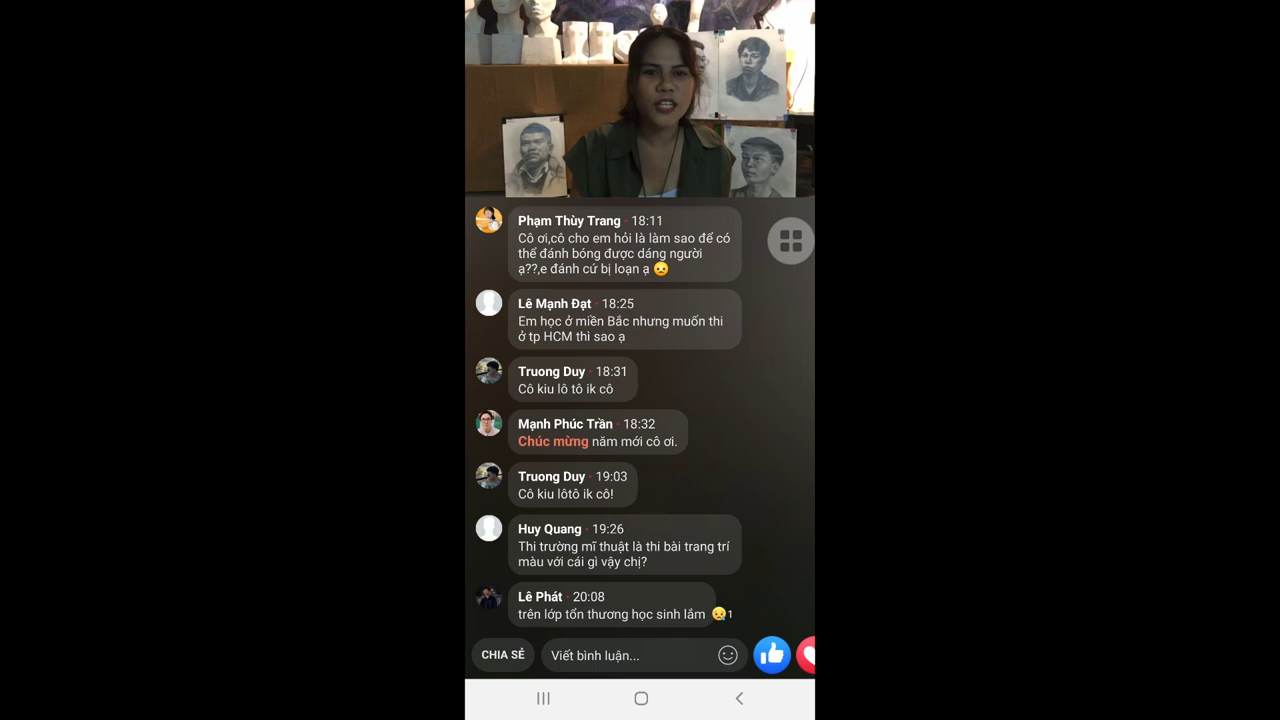 Phạm Thùy Trang · 18:11
Cô ơi,cô cho em hỏi là làm sao để có
thể đánh bóng được dáng người
ạ??,e đánh cứ bị loạn ạ 😟
Lê Mạnh Đạt · 18:25
Em học ở miền Bắc nhưng muốn thi
ở tp HCM thì sao ạ
Truong Duy · 18:31
Cô kiu lô tô ík cô
Mạnh Phúc Trần · 18:32
Chúc mừng năm mới cô ơi.
Truong Duy · 19:03
Cô kiu lôtô ik cô!
Huy Quang · 19:26
Thi trường mĩ thuật là thi bài trang trí
màu với cái gì vậy chị?
Lê Phát · 20:08
trên lớp tổn thương học sinh lắm 😢1
CHIA SẺ Viết bình luận...